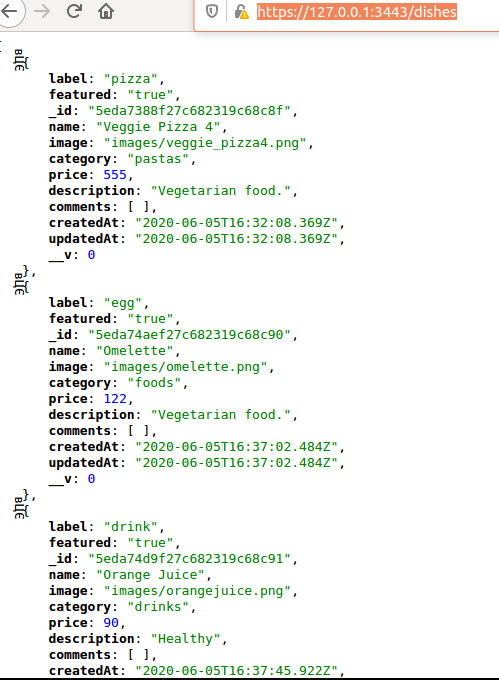 https://127.0.0.1:3443/dishes
[
{
label: "pizza",
featured: "true",
_id: "5eda7388f27c682319c68c8f",
name: "Veggie Pizza 4",
image: "images/veggie_pizza4.png",
category: "pastas",
price: 555,
description: "Vegetarian food.",
comments: [ ],
createdAt: "2020-06-05T16:32:08.369Z",
updatedAt: "2020-06-05T16:32:08.369Z",
__v: 0
},
{
label: "egg",
featured: "true",
_id: "5eda74aef27c682319c68c90",
name: "Omelette",
image: "images/omelette.png",
category: "foods",
price: 122,
description: "Vegetarian food.",
comments: [ ],
createdAt: "2020-06-05T16:37:02.484Z",
updatedAt: "2020-06-05T16:37:02.484Z",
__v: 0
},
{
label: "drink",
featured: "true",
_id: "5eda74d9f27c682319c68c91",
name: "Orange Juice",
image: "images/orangejuice.png",
category: "drinks",
price: 90,
description: "Healthy",
comments: [ ],
createdAt: "2020-06-05T16:37:45.922Z",